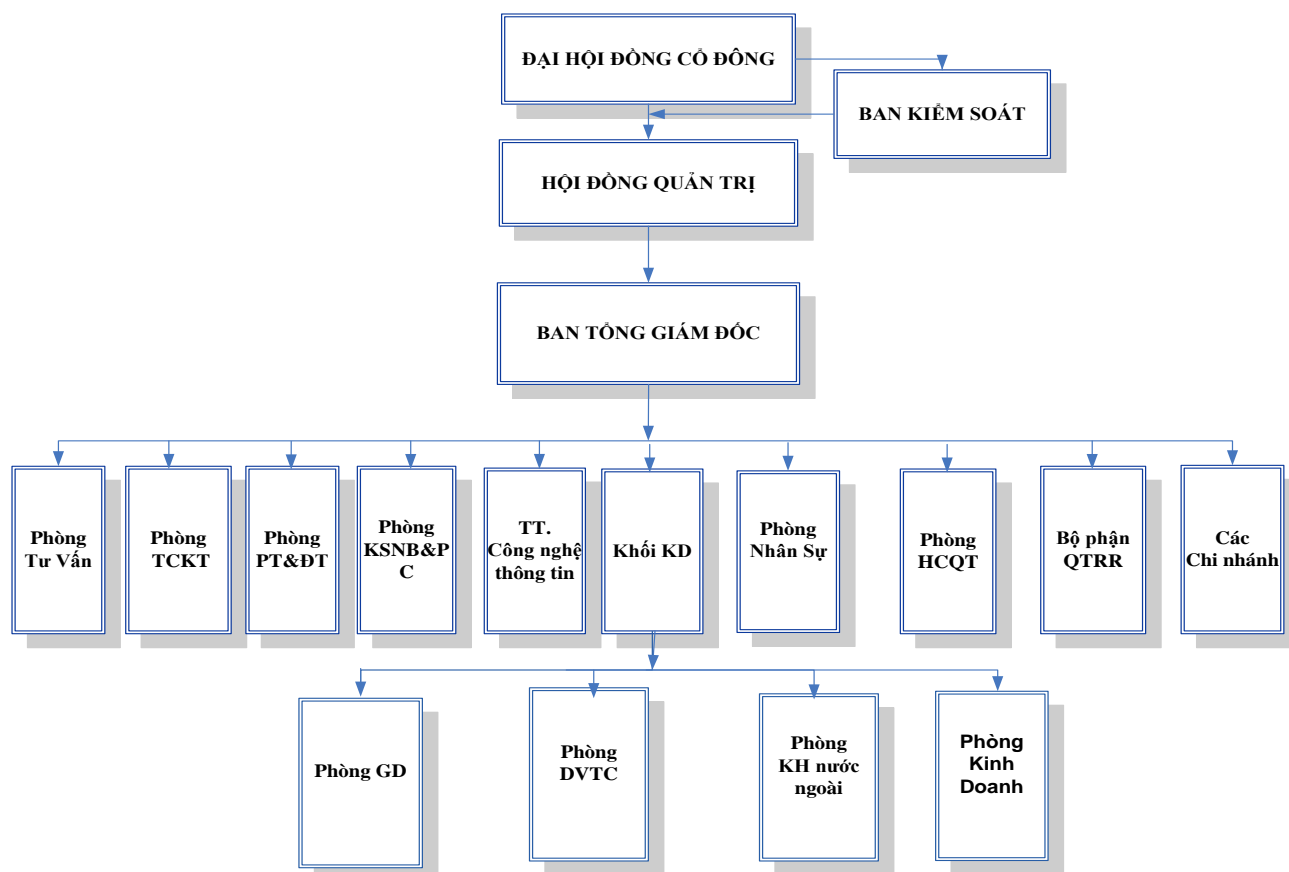 ĐẠI HỘI ĐỒNG CỔ ĐÔNG
BAN KIỂM SOÁT
HỘI ĐỒNG QUẢN TRỊ
BAN TỔNG GIÁM ĐỐC
Phòng
Tư Vấn
Phòng
TCKT
Phòng
PT&ĐT
Phòng
KSNB&P
C
TT.
Công nghệ
thông tin
Khối KD
Phòng
Nhân Sự
Phòng
HCQT
Bộ phận
QTRR
Các
Chi nhánh
Phòng GD
Phòng
DVTC
Phòng
KH nước
ngoài
Phòng
Kinh
Doanh